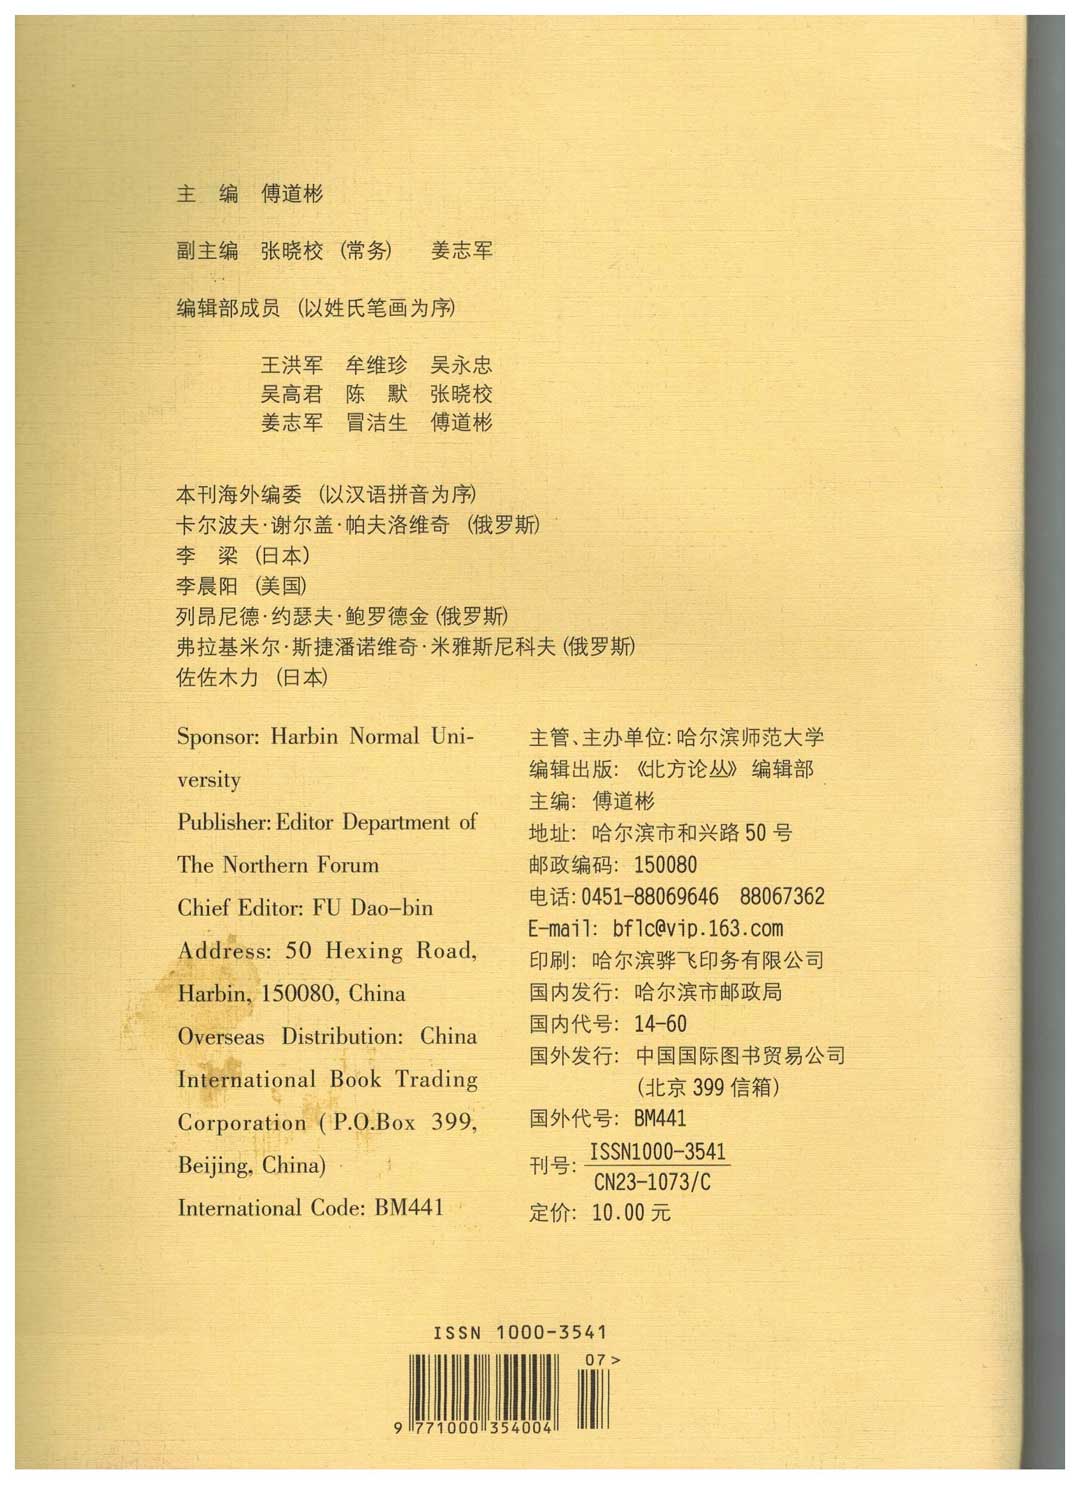 主　编　傅道彬
副主编　张晓校 (常务)　姜志军
编辑部成员 (以姓氏笔画为序)
王洪军　牟维珍　吴永忠
吴高君　陈　默　张晓校
姜志军　冒洁生　傅道彬
本刊海外编委 (以汉语拼音为序)
卡尔波夫·谢尔盖·帕夫洛维奇 (俄罗斯)
李　梁 (日本)
李晨阳 (美国)
列昂尼德·约瑟夫·鲍罗德金 (俄罗斯)
弗拉基米尔·斯捷潘诺维奇·米雅斯尼科夫 (俄罗斯)
佐佐木力 (日本)
Sponsor: Harbin Normal Uni-
versity
Publisher: Editor Department of
The Northern Forum
Chief Editor: FU Dao-bin
Address: 50 Hexing Road,
Harbin, 150080, China
Overseas Distribution: China
International Book Trading
Corporation ( P.O.Box 399,
Beijing, China)
International Code: BM441
主管、主办单位: 哈尔滨师范大学
编辑出版: 《北方论丛》 编辑部
主编: 傅道彬
地址: 哈尔滨市和兴路 50 号
邮政编码: 150080
电话: 0451-88069646　88067362
E-mail: bflc@vip.163.com
印刷: 哈尔滨骅飞印务有限公司
国内发行: 哈尔滨市邮政局
国内代号: 14-60
国外发行: 中国国际图书贸易公司
(北京 399 信箱)
国外代号: BM441
刊号: ISSN1000-3541
CN23-1073/C
定价: 10.00 元
ISSN 1000-3541
07 >
9 771000 354004